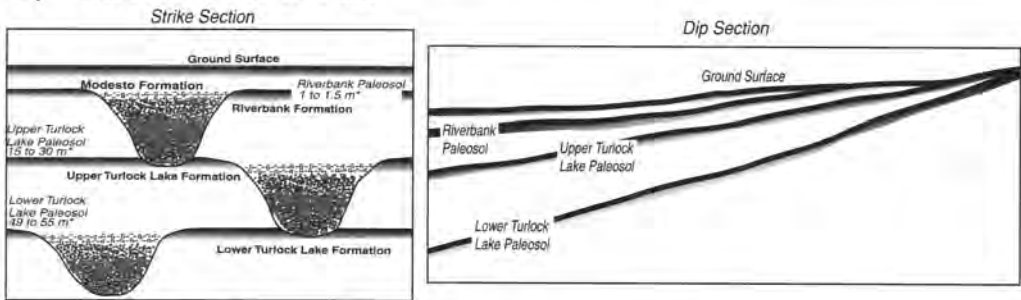 Strike Section
Ground Surface
Modesto Formation
Riverbank Paleosol
1 to 1.5 m*
Riverbank Formation
Upper Turlock
Lake Paleosol
15 to 30 m*
Upper Turlock Lake Formation
Lower Turlock
Lake Paleosol
49 to 55 m*
Lower Turlock Lake Formation
Dip Section
Ground Surface
Riverbank
Paleosol
Upper Turlock
Lake Paleosol
Lower Turlock
Lake Paleosol